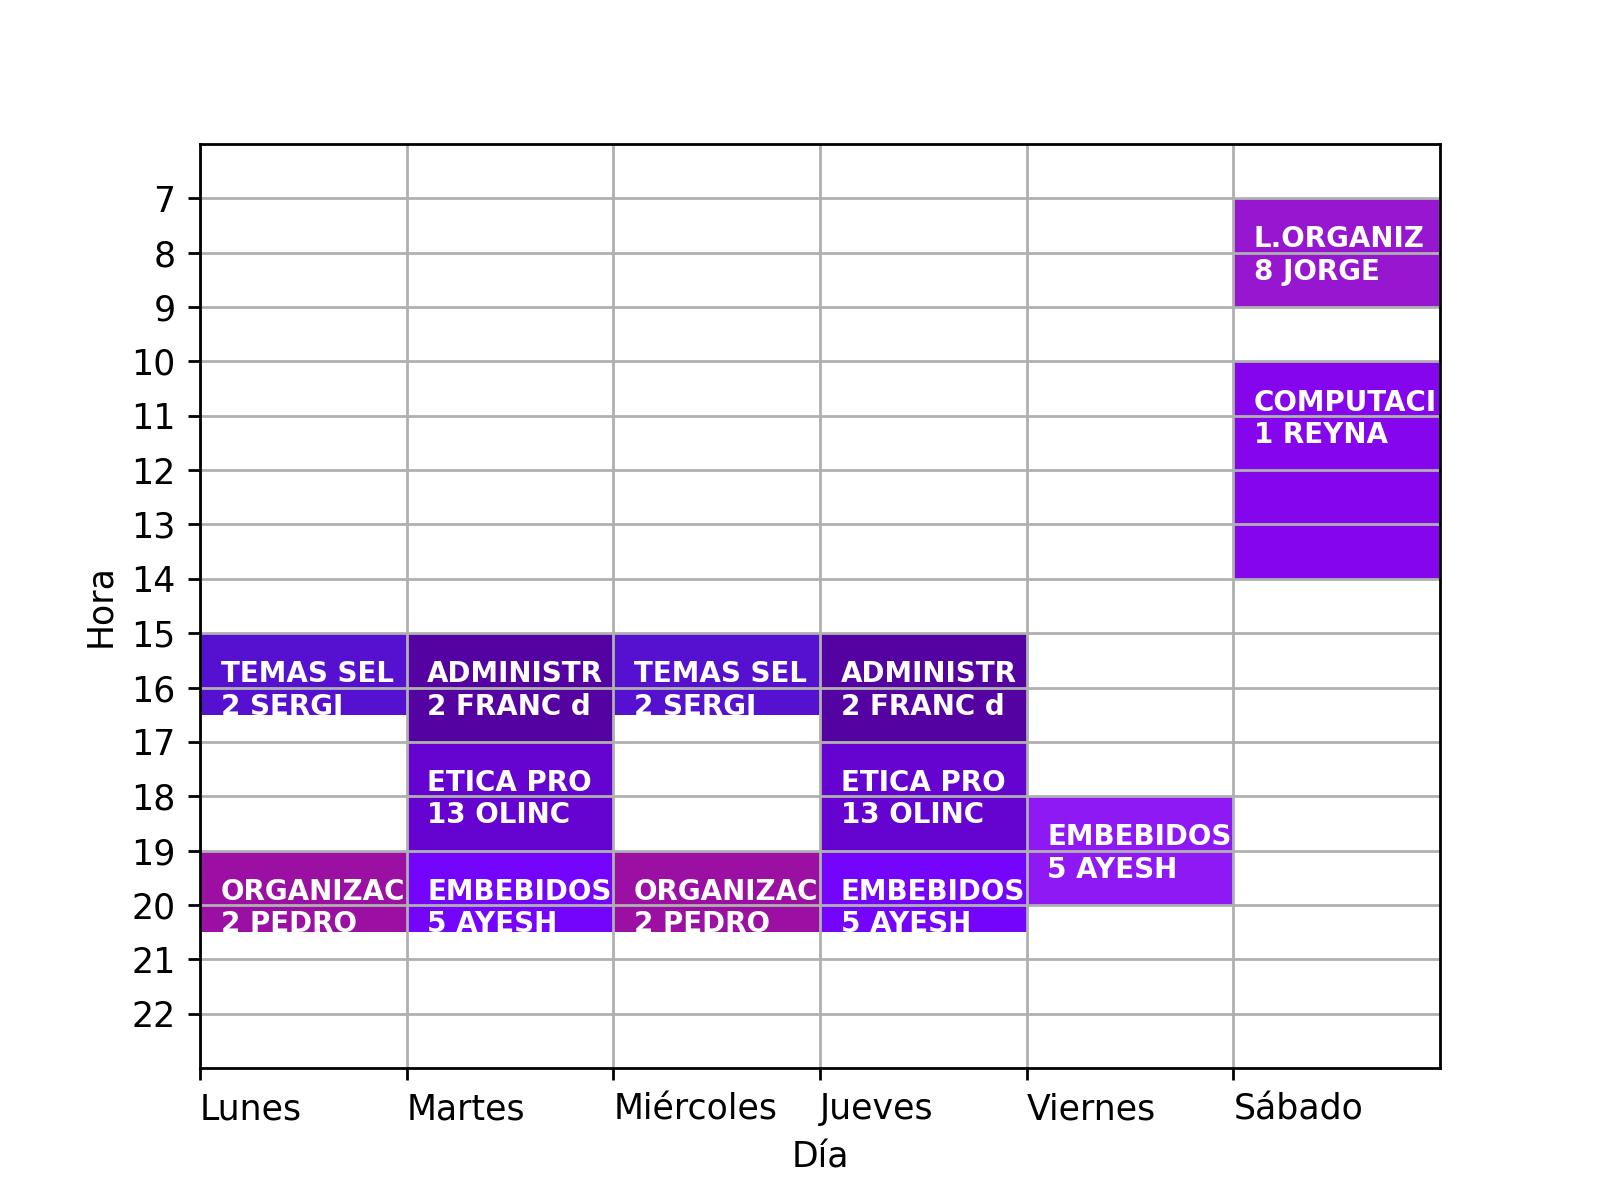 7
L.ORGANIZ
8
8 JORGE
9
10
COMPUTACI
11
1 REYNA
12
13
14
Hora
15
TEMAS SEL
2 SERGI
ADMINISTR
2 FRANC d
TEMAS SEL
2 SERGI
ADMINISTR
2 FRANC d
16
17
ETICA PRO
13 OLINC
ETICA PRO
13 OLINC
18
EMBEBIDOS
5 AYESH
19
ORGANIZAC
2 PEDRO
EMBEBIDOS
5 AYESH
ORGANIZAC
2 PEDRO
EMBEBIDOS
5 AYESH
20
21
22
Lunes Martes Miércoles Jueves Viernes Sábado
Día